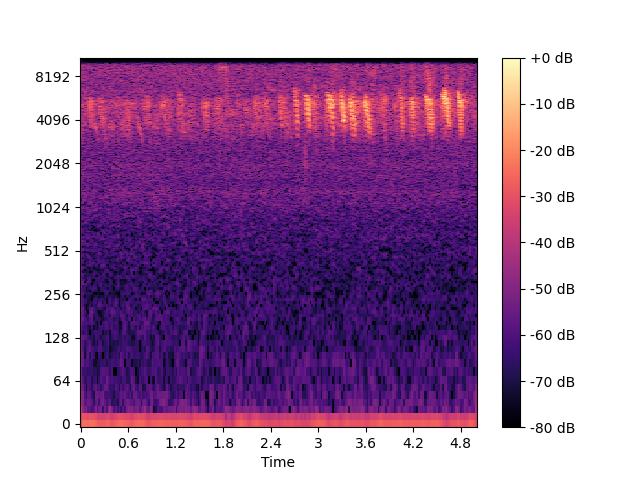 8192
4096
2048
1024
512
256
128
64
0
Hz
0 0.6 1.2 1.8 2.4 3 3.6 4.2 4.8
Time
+0 dB
-10 dB
-20 dB
-30 dB
-40 dB
-50 dB
-60 dB
-70 dB
-80 dB